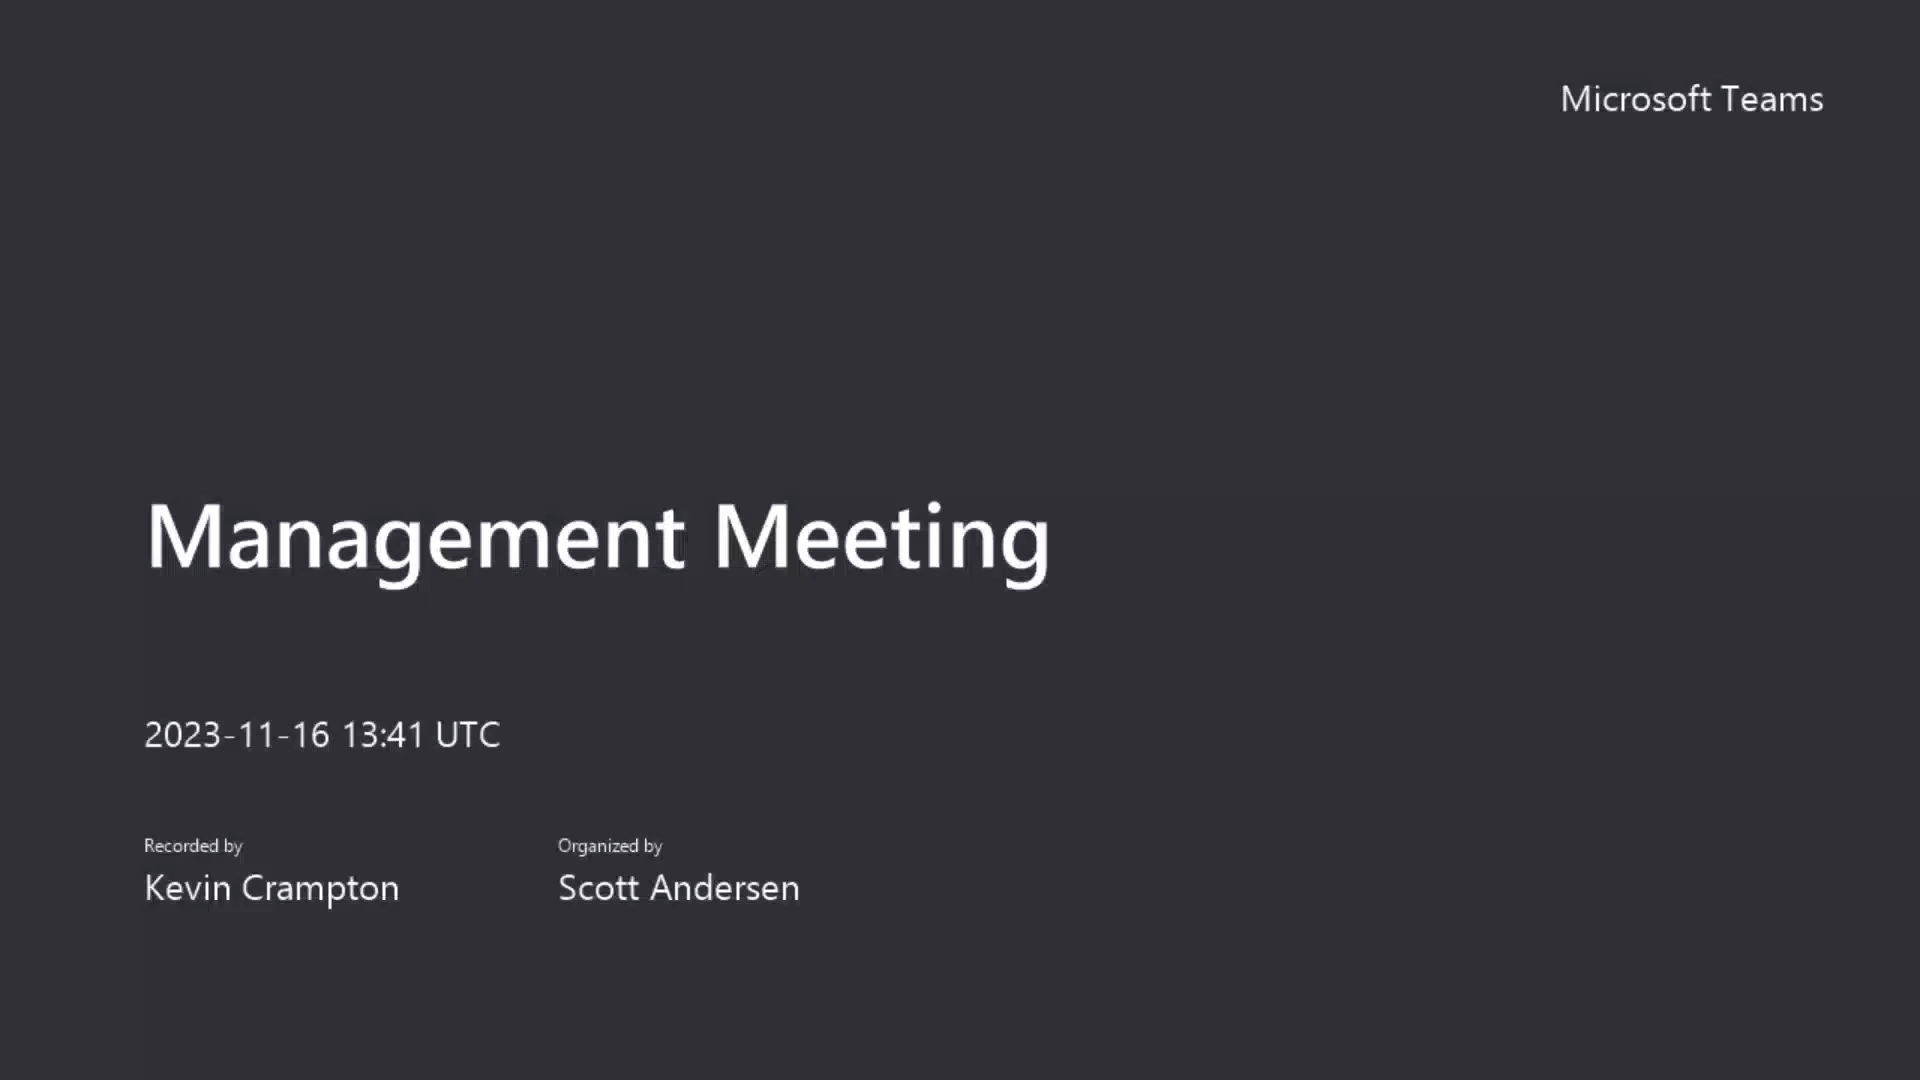 Microsoft Teams
Management Meeting
2023-11-16 13:41 UTC
Recorded by
Kevin Crampton
Organized by
Scott Andersen